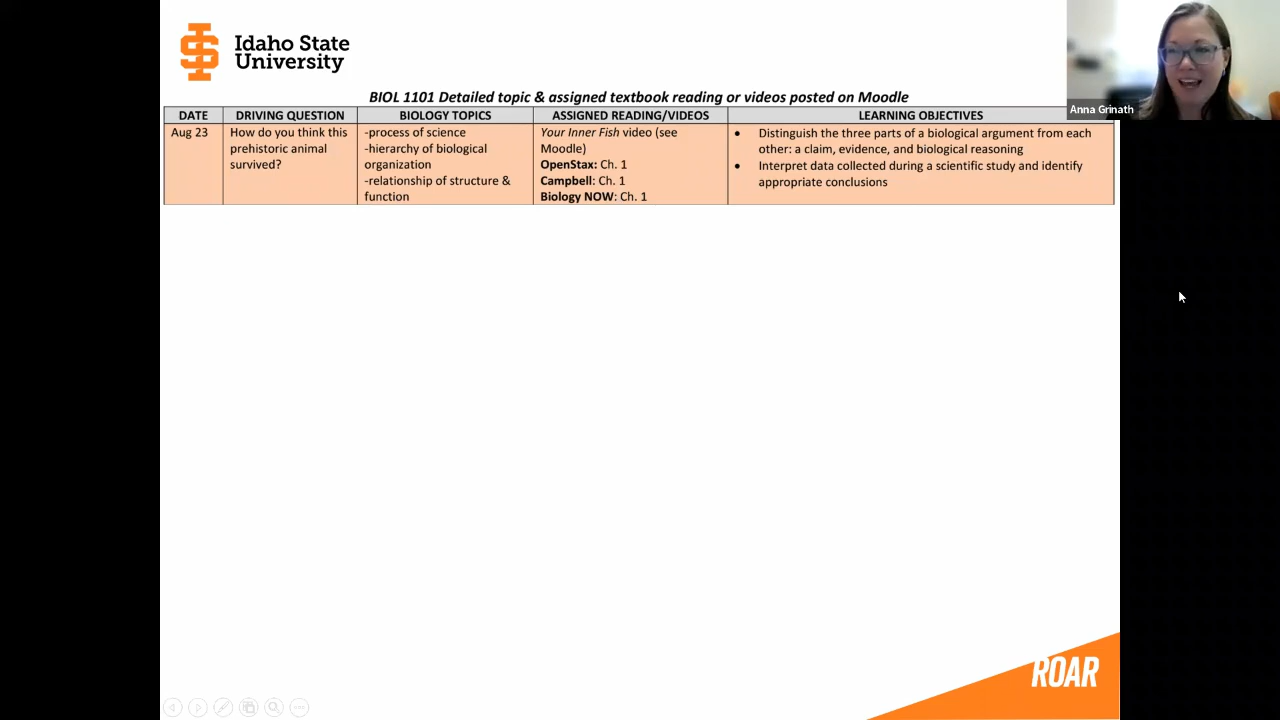 Idaho State
University
Anna Grinath
BIOL 1101 Detailed topic & assigned textbook reading or videos posted on Moodle
DATE DRIVING QUESTION BIOLOGY TOPICS ASSIGNED READING/VIDEOS LEARNING OBJECTIVES
Aug 23
How do you think this
prehistoric animal
survived?
-process of science
-hierarchy of biological
organization
-relationship of structure &
function
Your Inner Fish video (see
Moodle)
OpenStax: Ch. 1
Campbell: Ch. 1
Biology NOW: Ch. 1
• Distinguish the three parts of a biological argument from each
other: a claim, evidence, and biological reasoning
• Interpret data collected during a scientific study and identify
appropriate conclusions
ROAR